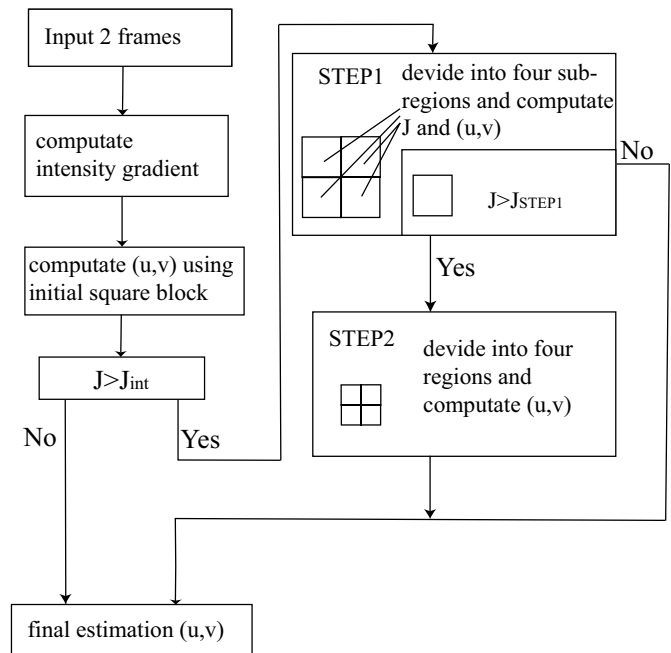 Input 2 frames
computate
intensity gradient
computate (u,v) using
initial square block
J>Jint
No
Yes
STEP1
devide into four sub-
regions and computate
J and (u,v)
J>JSTEP1
No
Yes
STEP2
devide into four
regions and
computate (u,v)
final estimation (u,v)